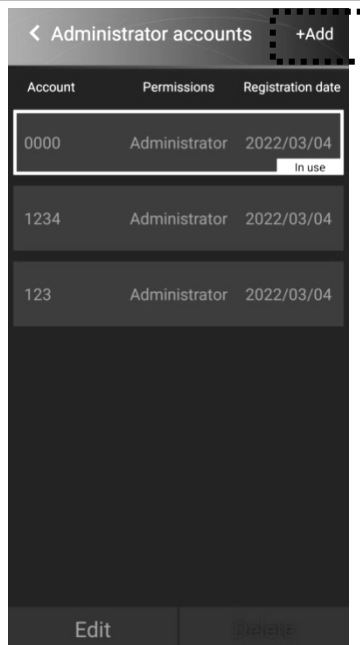 Administrator accounts +Add
Account Permissions Registration date
0000 Administrator 2022/03/04
In use
1234 Administrator 2022/03/04
123 Administrator 2022/03/04
Edit Delete